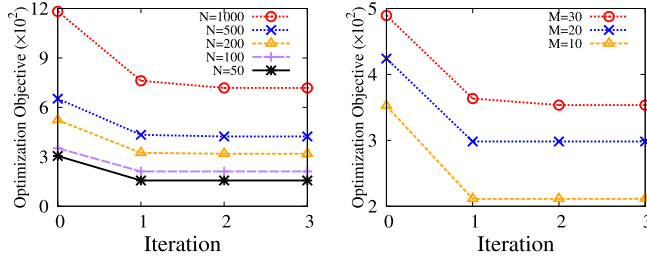 Optimization Objective (×10²)
12
9
6
3
0
N=1000
N=500
N=200
N=100
N=50
0 1 2 3
Iteration
Optimization Objective (×10²)
5
4
3
2
M=30
M=20
M=10
0 1 2 3
Iteration